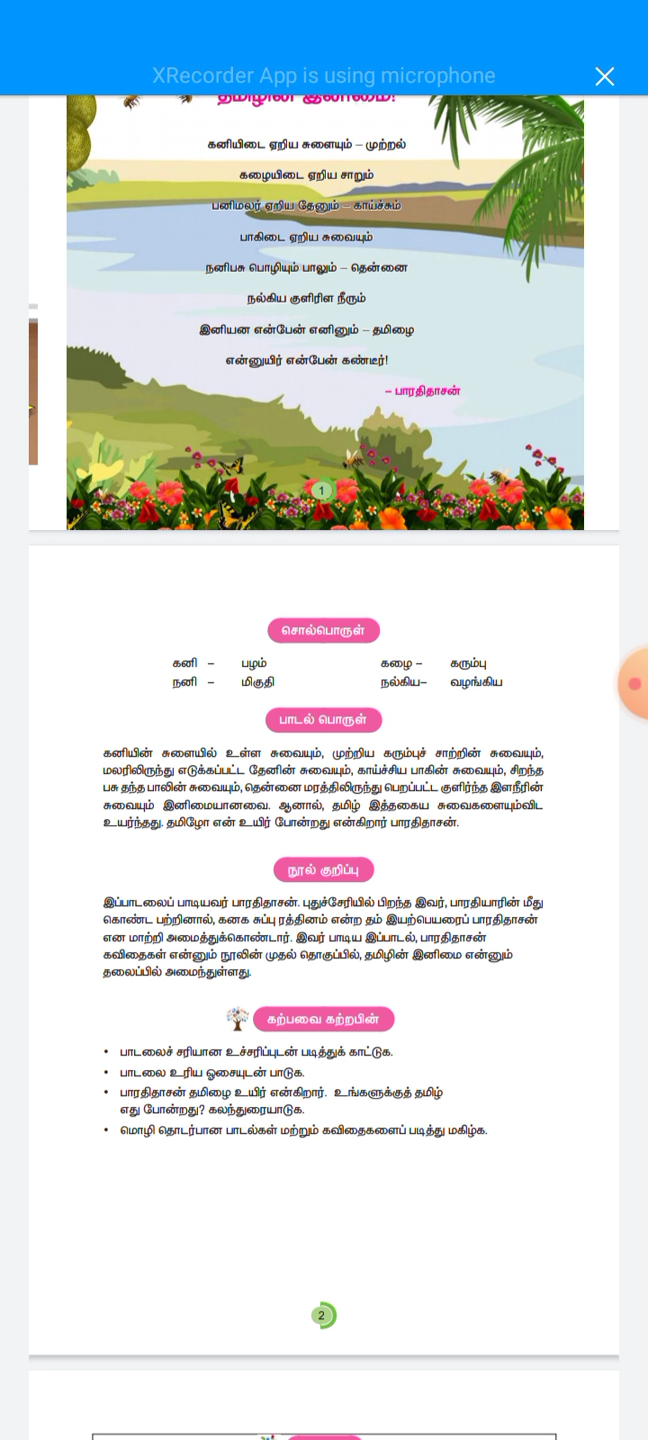 XRecorder App is using microphone
தமிழின் இனிமை!
கனியிடை ஏறிய சுளையும் – முற்றல்
கழையிடை ஏறிய சாறும்
பனிமலர் ஏறிய தேனும் – காய்ச்சும்
பாகிடை ஏறிய சுவையும்
நனிபசு பொழியும் பாலும் – தென்னை
நல்கிய குளிரிள நீரும்
இனியன என்பேன் எனினும் – தமிழை
என்னுயிர் என்பேன் கண்டீர்!
– பாரதிதாசன்
1
சொல்பொருள்
கனி – பழம் கழை – கரும்பு
நனி – மிகுதி நல்கிய– வழங்கிய
பாடல் பொருள்
கனியின் சுளையில் உள்ள சுவையும், முற்றிய கரும்புச் சாற்றின் சுவையும்,
மலரிலிருந்து எடுக்கப்பட்ட தேனின் சுவையும், காய்ச்சிய பாகின் சுவையும், சிறந்த
பசு தந்த பாலின் சுவையும், தென்னை மரத்திலிருந்து பெறப்பட்ட குளிர்ந்த இளநீரின்
சுவையும் இனிமையானவை. ஆனால், தமிழ் இத்தகைய சுவைகளையும்விட
உயர்ந்தது. தமிழோ என் உயிர் போன்றது என்கிறார் பாரதிதாசன்.
நூல் குறிப்பு
இப்பாடலைப் பாடியவர் பாரதிதாசன். புதுச்சேரியில் பிறந்த இவர், பாரதியாரின் மீது
கொண்ட பற்றினால், கனக சுப்பு ரத்தினம் என்ற தம் இயற்பெயரைப் பாரதிதாசன்
என மாற்றி அமைத்துக்கொண்டார். இவர் பாடிய இப்பாடல், பாரதிதாசன்
கவிதைகள் என்னும் நூலின் முதல் தொகுப்பில், தமிழின் இனிமை என்னும்
தலைப்பில் அமைந்துள்ளது.
கற்பவை கற்றபின்
• பாடலைச் சரியான உச்சரிப்புடன் படித்துக் காட்டுக.
• பாடலை உரிய ஓசையுடன் பாடுக.
• பாரதிதாசன் தமிழை உயிர் என்கிறார். உங்களுக்குத் தமிழ்
எது போன்றது? கலந்துரையாடுக.
• மொழி தொடர்பான பாடல்கள் மற்றும் கவிதைகளைப் படித்து மகிழ்க.
2